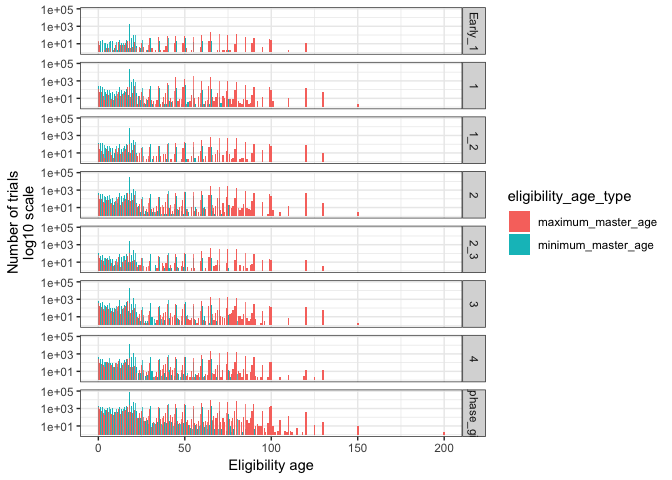 1e+05
1e+03
1e+01
Early_1
1e+05
1e+03
1e+01
1
1e+05
1e+03
1e+01
1_2
1e+05
1e+03
1e+01
2
1e+05
1e+03
1e+01
2_3
1e+05
1e+03
1e+01
3
1e+05
1e+03
1e+01
4
1e+05
1e+03
1e+01
phase_g
Number of trials
log10 scale
0 50 100 150 200
Eligibility age
eligibility_age_type
maximum_master_age
minimum_master_age